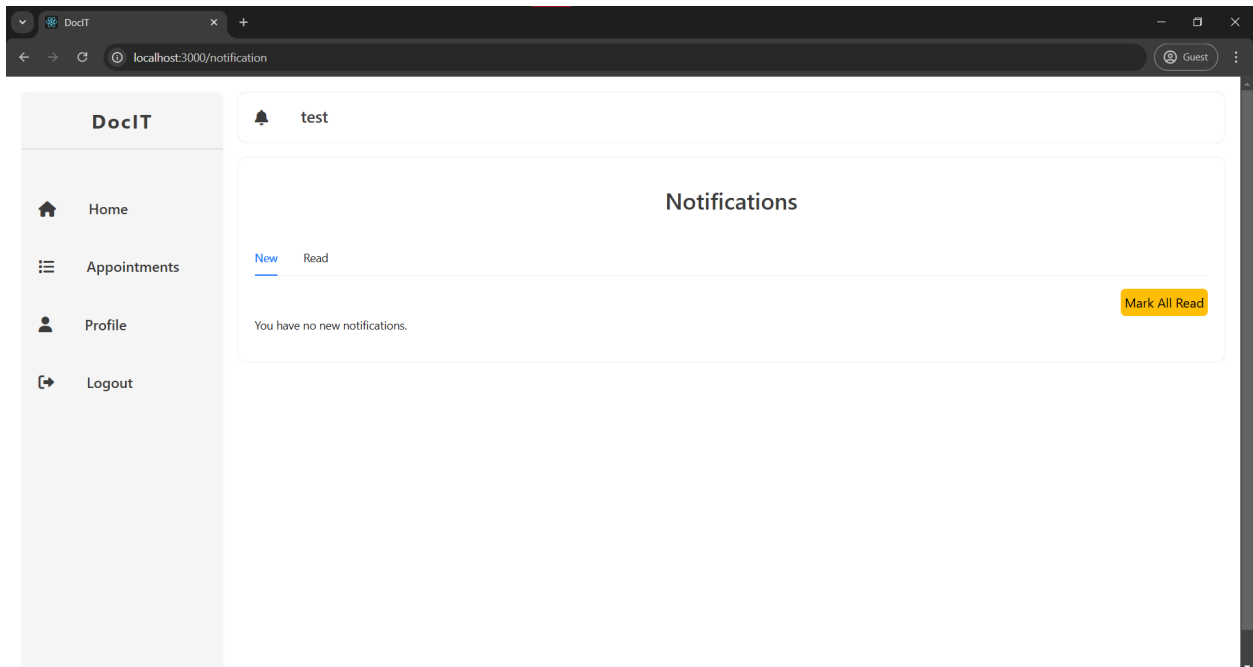 DocIT
localhost:3000/notification
Guest
DocIT
test
Home
Appointments
Profile
Logout
Notifications
New Read
Mark All Read
You have no new notifications.